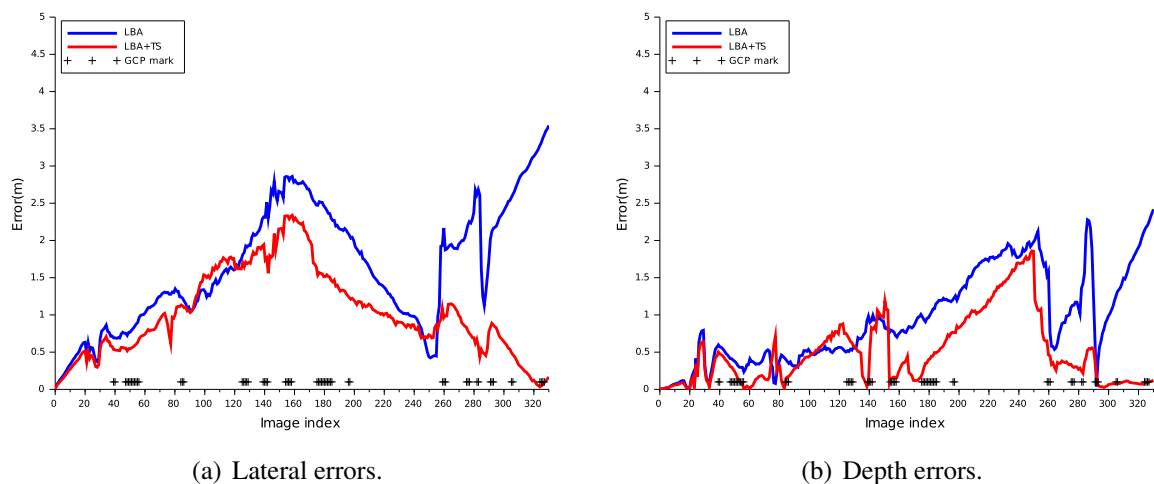 5
4.5
4
3.5
3
2.5
2
1.5
1
0.5
0
Error(m)
LBA
LBA+TS
GCP mark
0 20 40 60 80 100 120 140 160 180 200 220 240 260 280 300 320
Image index
(a) Lateral errors.
5
4.5
4
3.5
3
2.5
2
1.5
1
0.5
0
Error(m)
LBA
LBA+TS
GCP mark
0 20 40 60 80 100 120 140 160 180 200 220 240 260 280 300 320
Image index
(b) Depth errors.